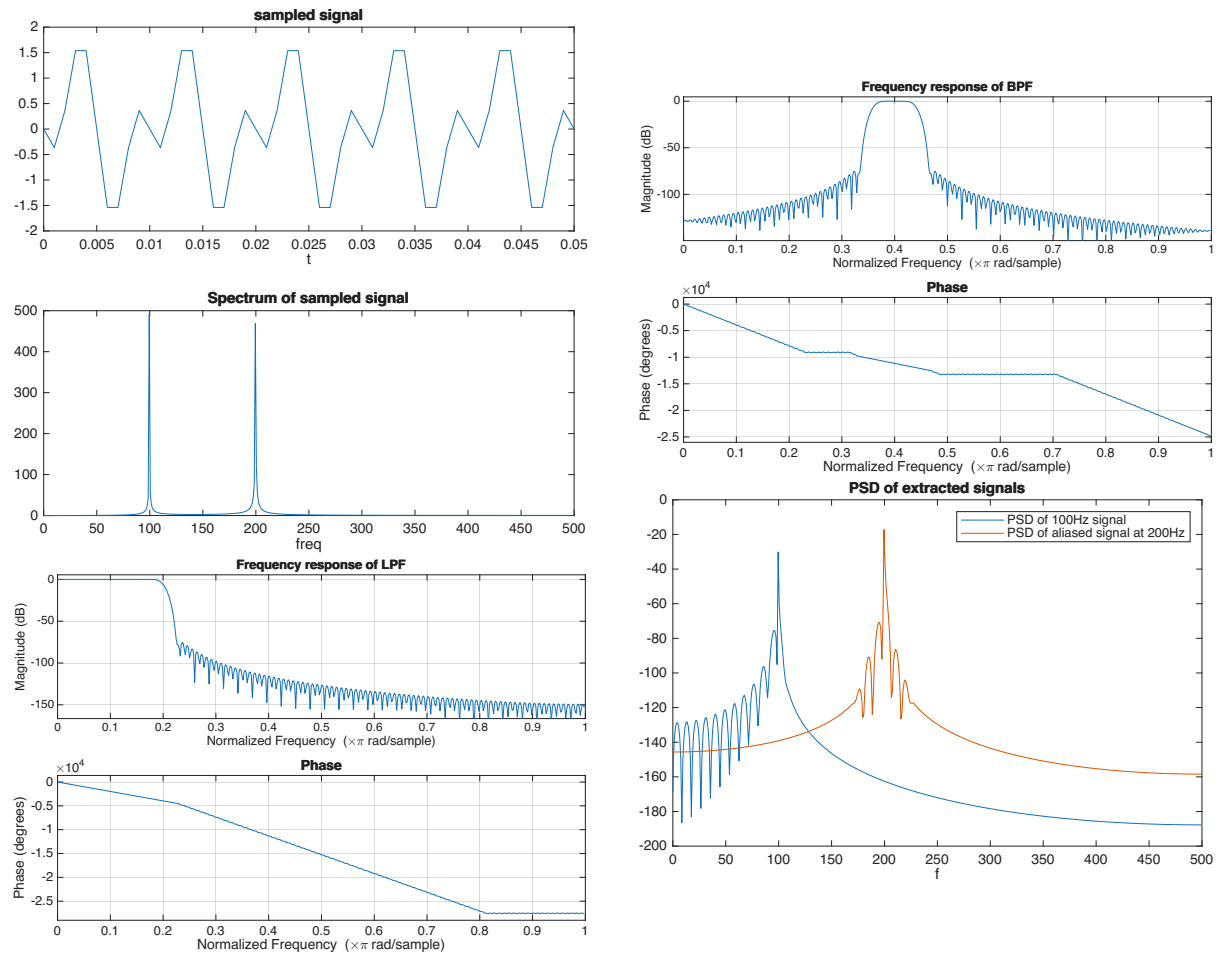 sampled signal
2
1.5
1
0.5
0
-0.5
-1
-1.5
-2
0 0.005 0.01 0.015 0.02 0.025 0.03 0.035 0.04 0.045 0.05
t
Spectrum of sampled signal
500
400
300
200
100
0
0 50 100 150 200 250 300 350 400 450 500
freq
Frequency response of LPF
0
-50
-100
-150
Magnitude (dB)
0 0.1 0.2 0.3 0.4 0.5 0.6 0.7 0.8 0.9 1
Normalized Frequency (×π rad/sample)
×10⁴
Phase
0
-0.5
-1
-1.5
-2
-2.5
Phase (degrees)
0 0.1 0.2 0.3 0.4 0.5 0.6 0.7 0.8 0.9 1
Normalized Frequency (×π rad/sample)
Frequency response of BPF
0
-50
-100
Magnitude (dB)
0 0.1 0.2 0.3 0.4 0.5 0.6 0.7 0.8 0.9 1
Normalized Frequency (×π rad/sample)
×10⁴
Phase
0
-0.5
-1
-1.5
-2
-2.5
Phase (degrees)
0 0.1 0.2 0.3 0.4 0.5 0.6 0.7 0.8 0.9 1
Normalized Frequency (×π rad/sample)
PSD of extracted signals
0
-20
-40
-60
-80
-100
-120
-140
-160
-180
-200
PSD of 100Hz signal
PSD of aliased signal at 200Hz
0 50 100 150 200 250 300 350 400 450 500
f